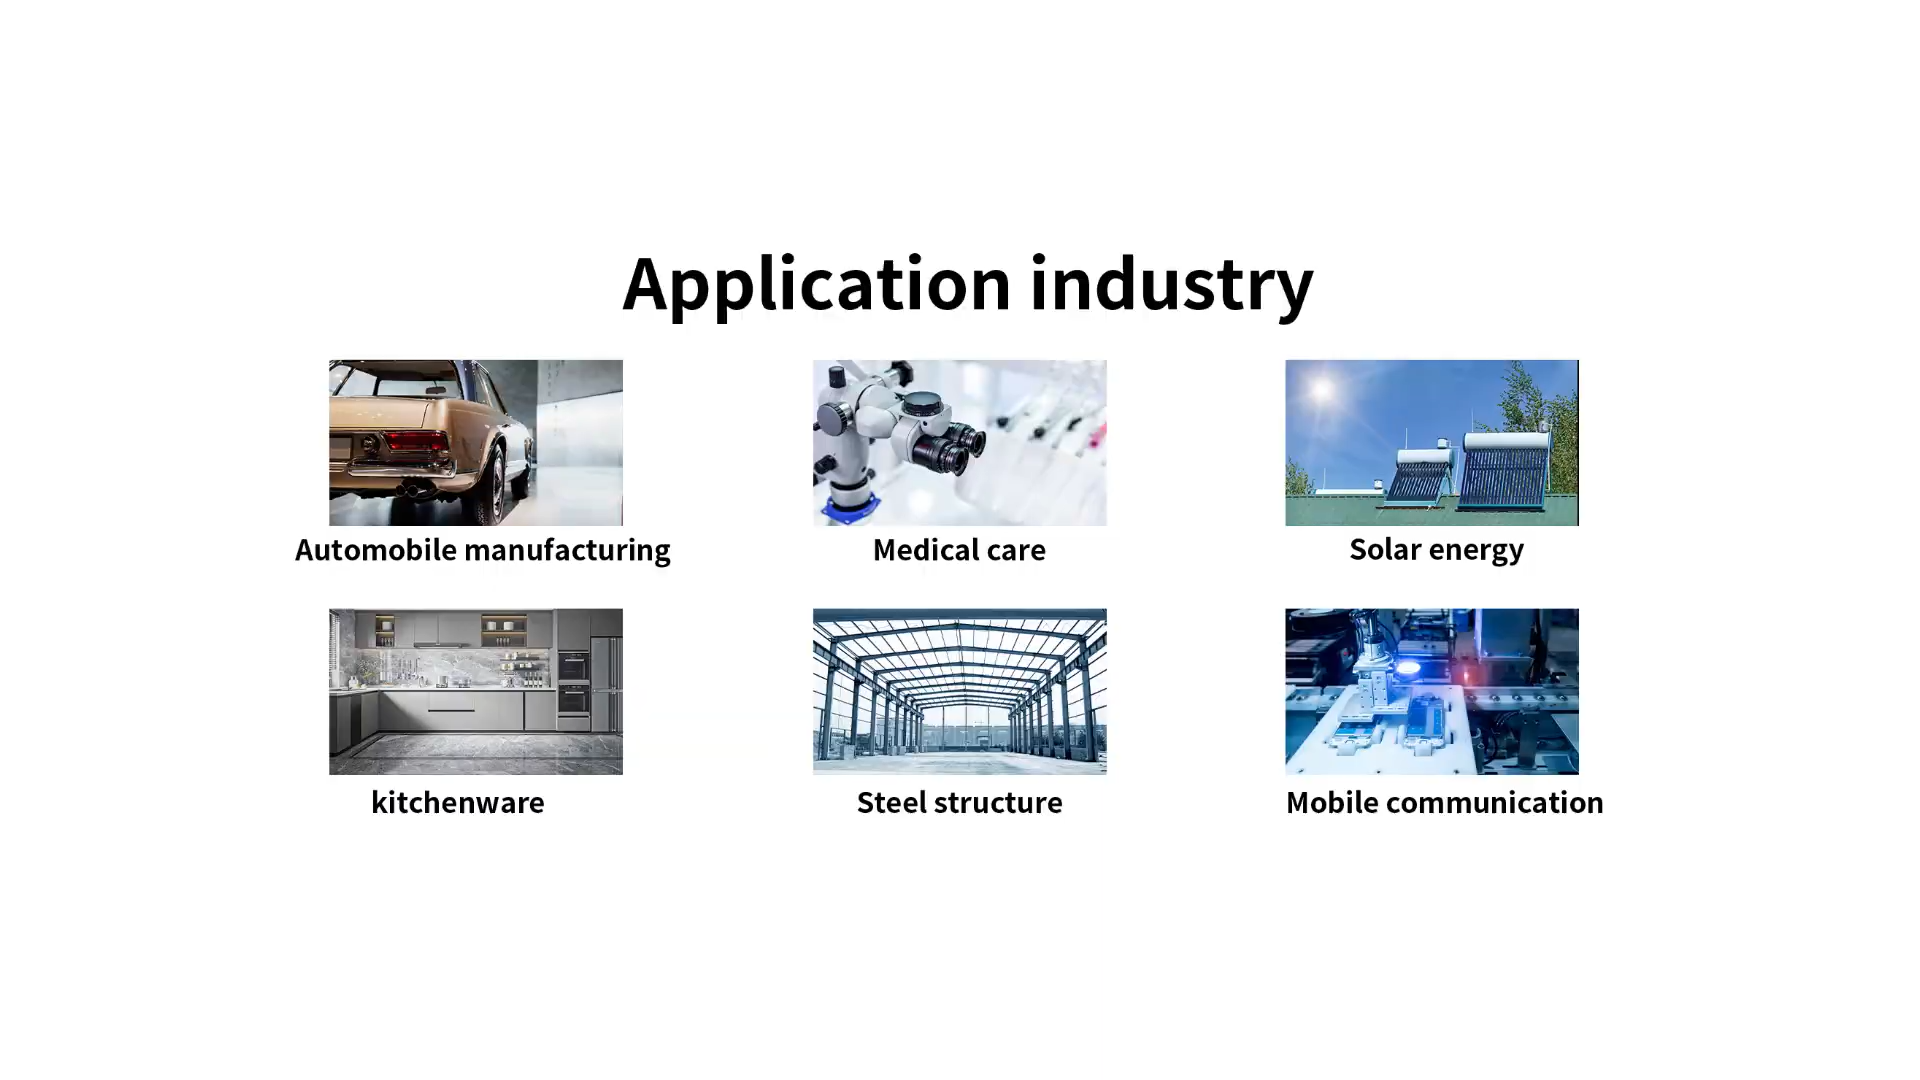 Application industry
Automobile manufacturing
Medical care
Solar energy
kitchenware
Steel structure
Mobile communication